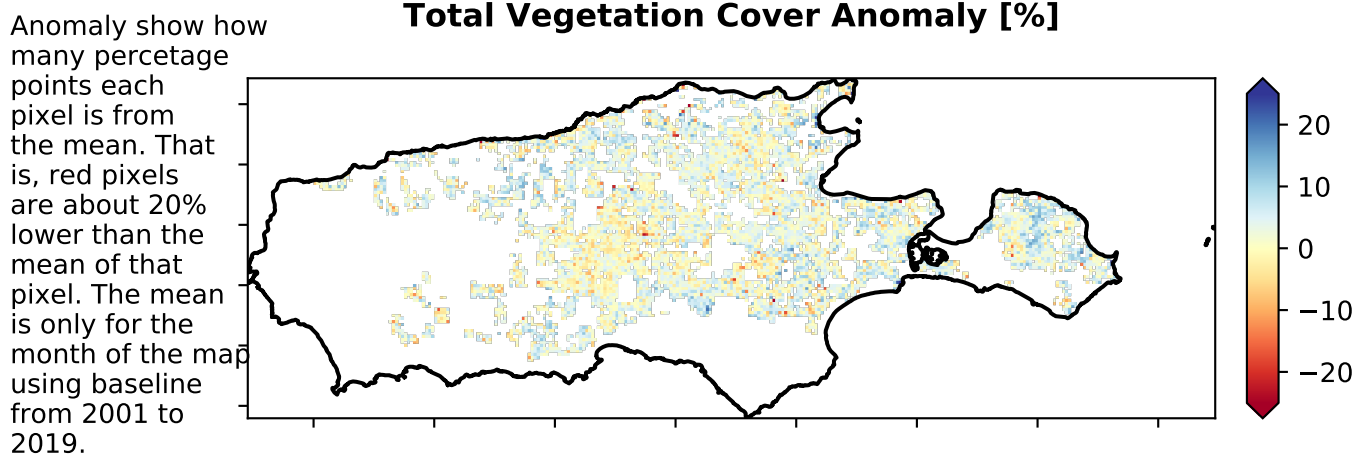 Total Vegetation Cover Anomaly [%]
Anomaly show how
many percetage
points each
pixel is from
the mean. That
is, red pixels
are about 20%
lower than the
mean of that
pixel. The mean
is only for the
month of the map
using baseline
from 2001 to
2019.
20
10
0
−10
−20